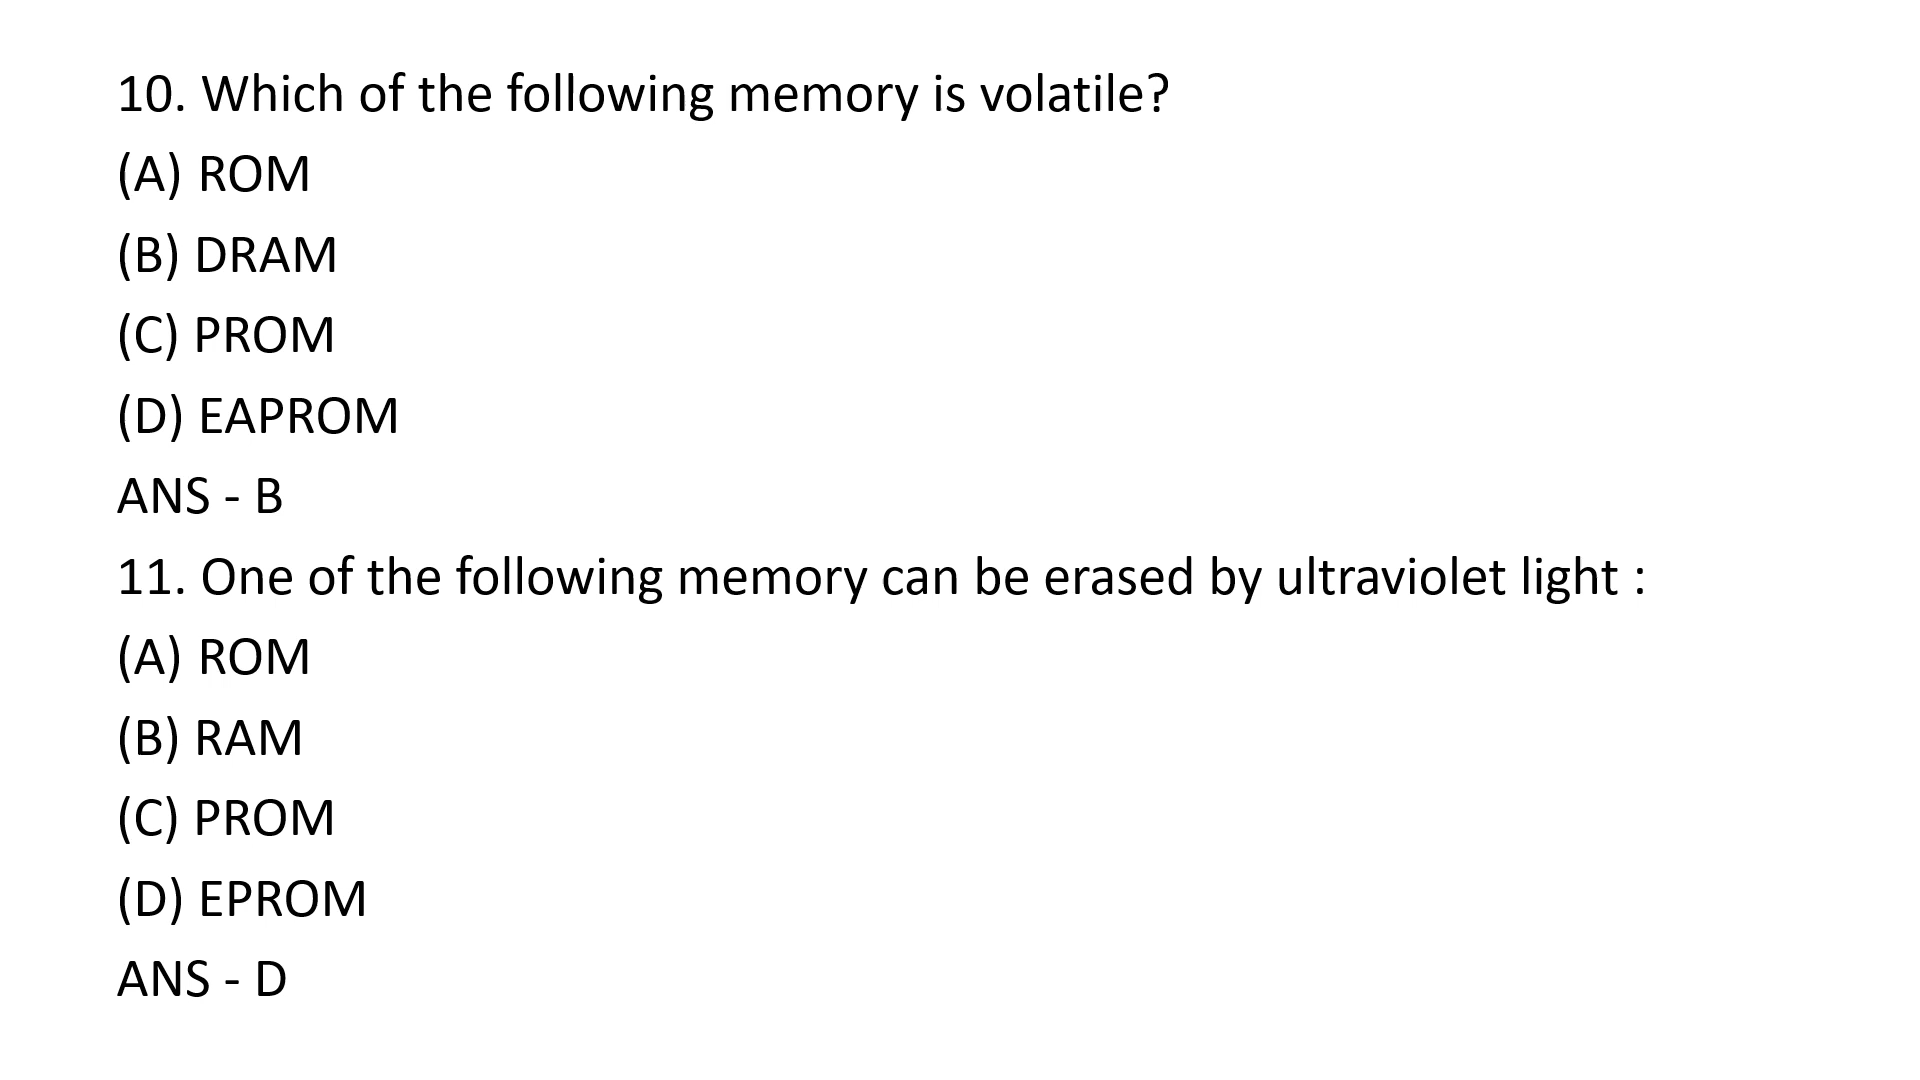 10. Which of the following memory is volatile?
(A) ROM
(B) DRAM
(C) PROM
(D) EAPROM
ANS - B
11. One of the following memory can be erased by ultraviolet light :
(A) ROM
(B) RAM
(C) PROM
(D) EPROM
ANS - D